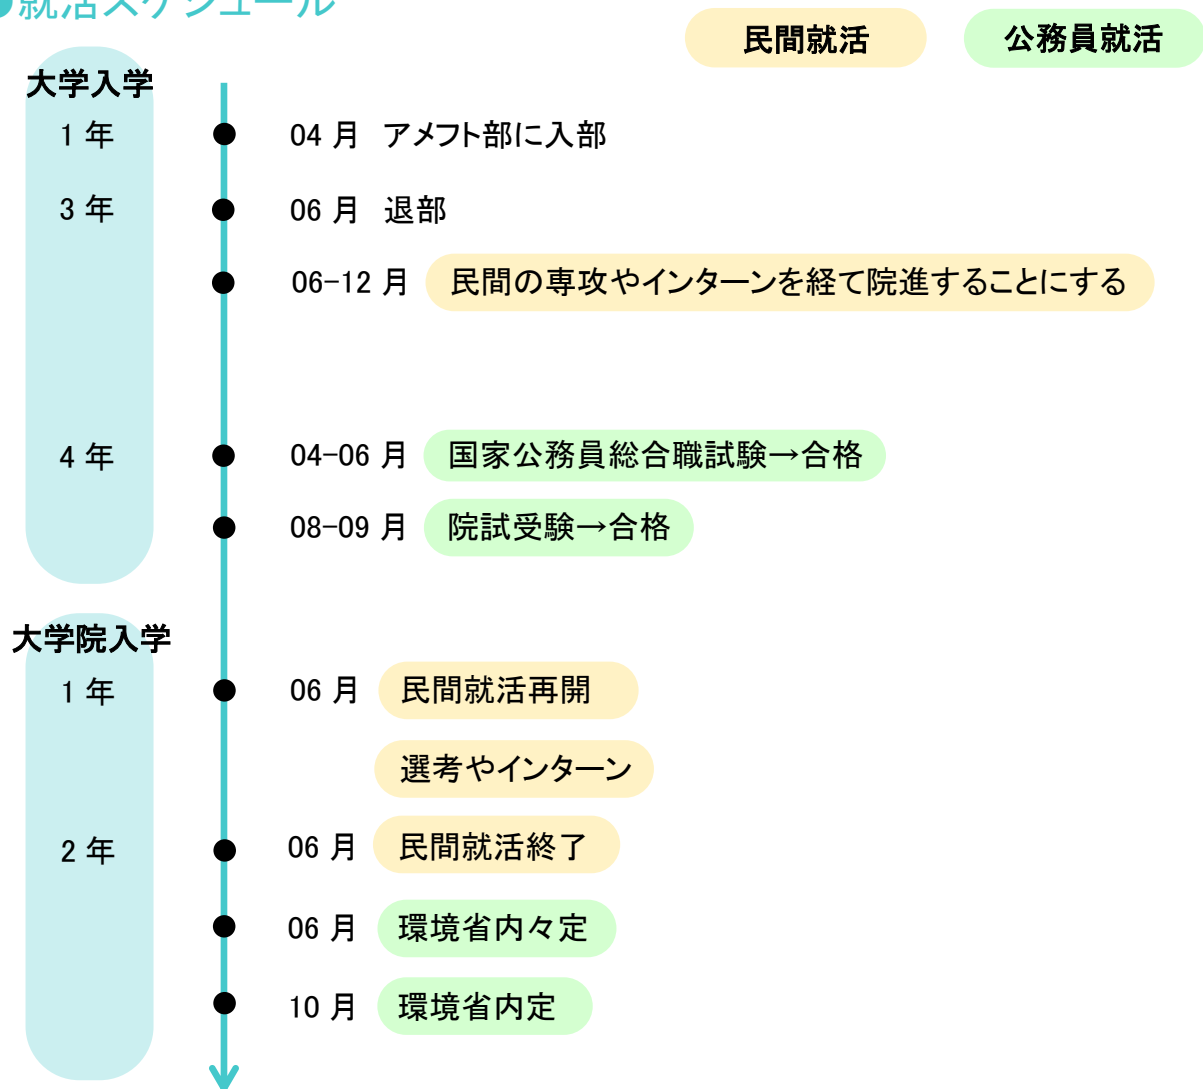 ●就活スケジュール
民間就活 公務員就活
大学入学
1 年 04 月 アメフト部に入部
3 年 06 月 退部
06-12 月 民間の専攻やインターンを経て院進することにする
4 年 04-06 月 国家公務員総合職試験→合格
08-09 月 院試受験→合格
大学院入学
1 年 06 月 民間就活再開
選考やインターン
2 年 06 月 民間就活終了
06 月 環境省内々定
10 月 環境省内定